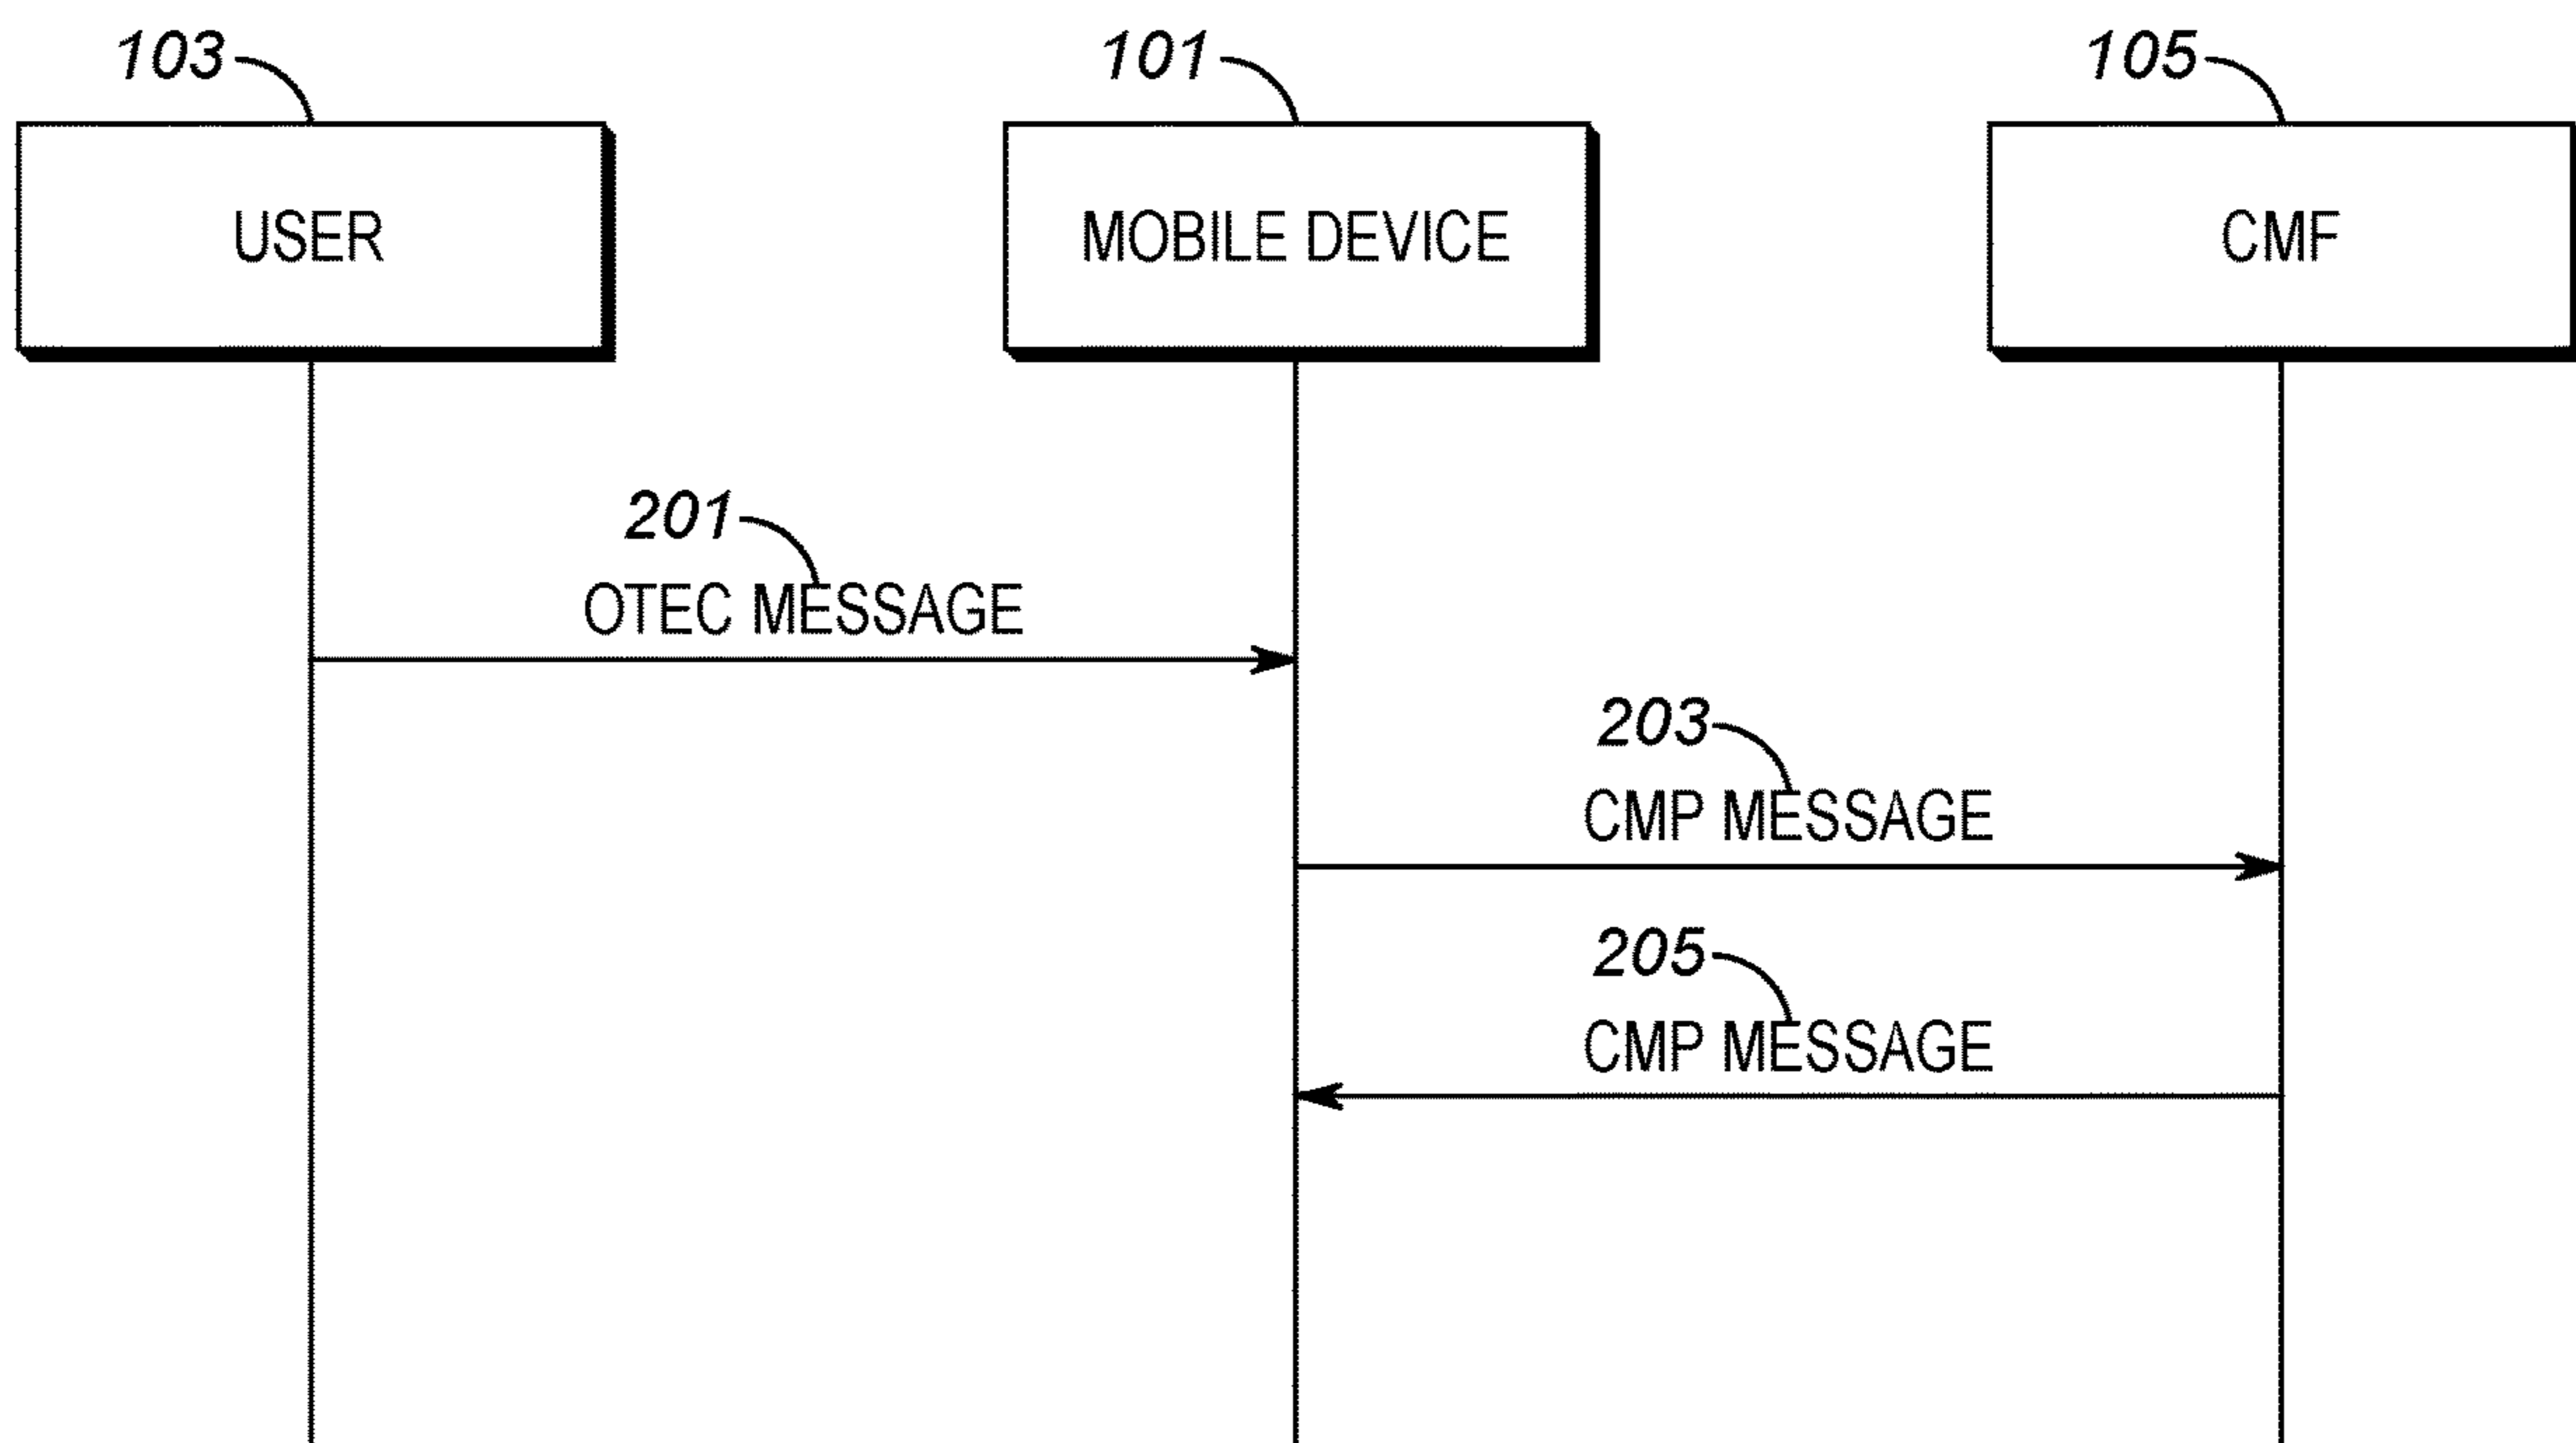 103
101
105
USER
MOBILE DEVICE
CMF
201
OTEC MESSAGE
203
CMP MESSAGE
205
CMP MESSAGE